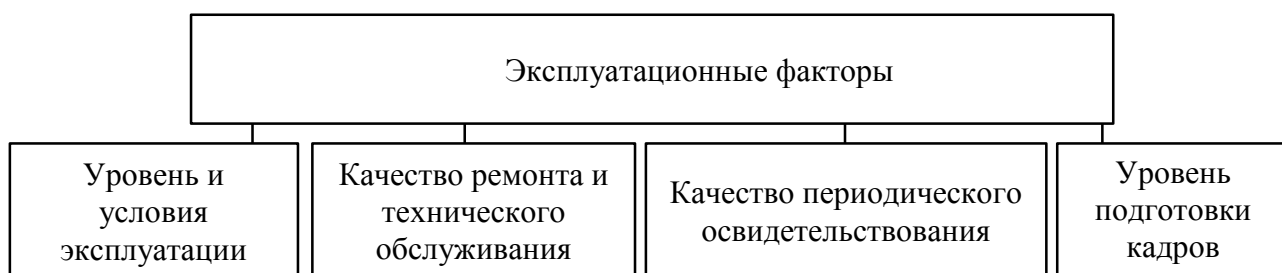 Эксплуатационные факторы
Уровень и
условия
эксплуатации
Качество ремонта и
технического
обслуживания
Качество периодического
освидетельствования
Уровень
подготовки
кадров